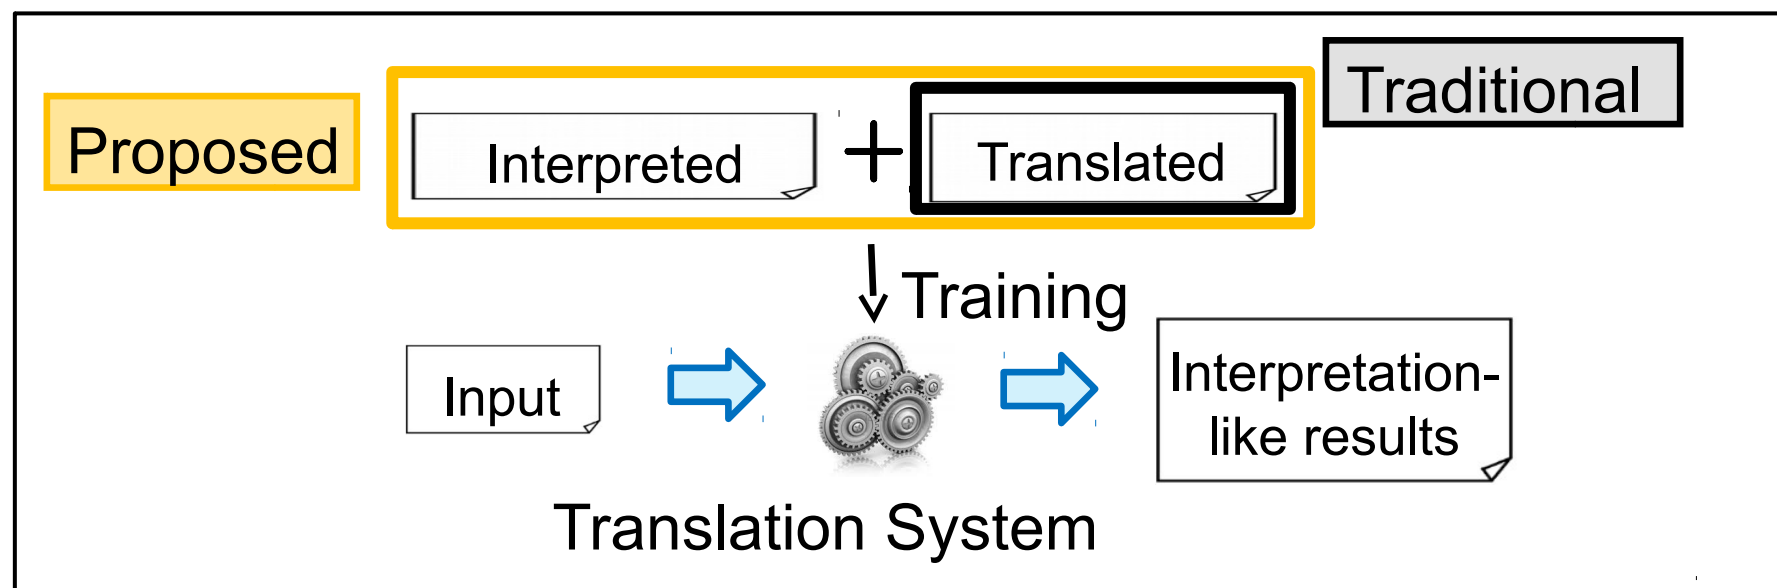 Traditional
Proposed
Interpreted
+
Translated
Training
Input
Interpretation-
like results
Translation System